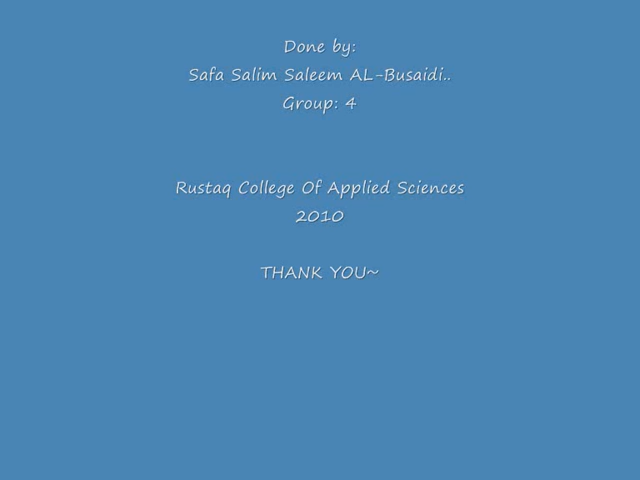 Done by:
Safa Salim Saleem AL-Busaidi..
Group: 4
Rustaq College Of Applied Sciences
2010
THANK YOU~